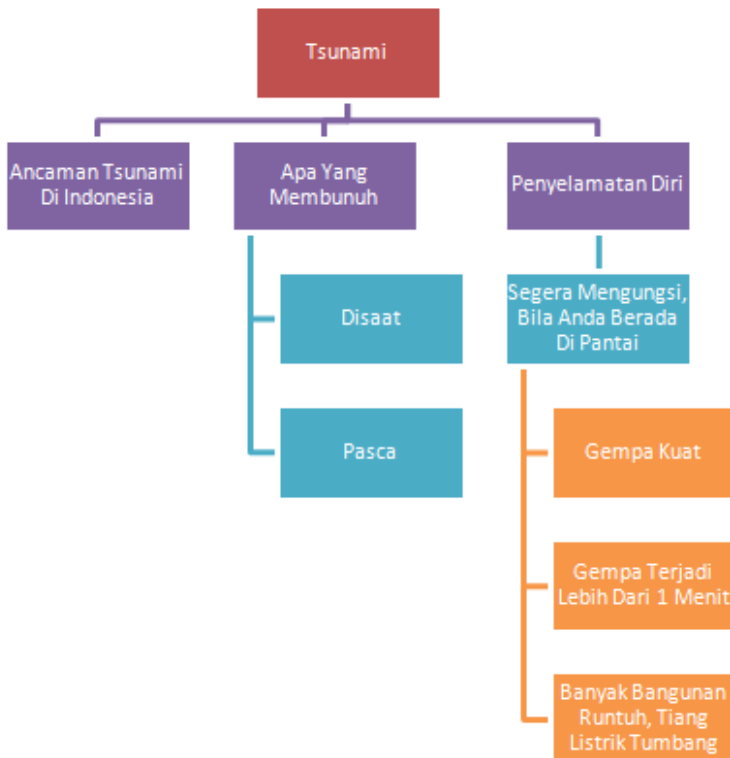 Tsunami
Ancaman Tsunami
Di Indonesia
Apa Yang
Membunuh
Penyelamatan Diri
Disaat
Pasca
Segera Mengungsi,
Bila Anda Berada
Di Pantai
Gempa Kuat
Gempa Terjadi
Lebih Dari 1 Menit
Banyak Bangunan
Runtuh, Tiang
Listrik Tumbang